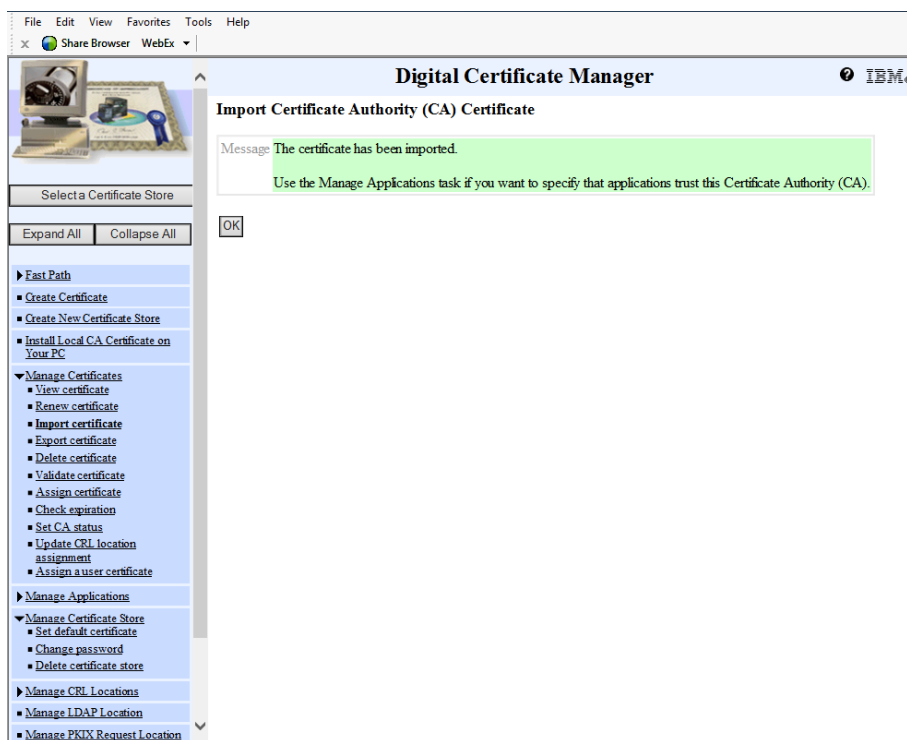 File Edit View Favorites Tools Help
x Share Browser WebEx
Digital Certificate Manager
IBM
Import Certificate Authority (CA) Certificate
Message The certificate has been imported.
Use the Manage Applications task if you want to specify that applications trust this Certificate Authority (CA).
OK
Select a Certificate Store
Expand All Collapse All
Fast Path
Create Certificate
Create New Certificate Store
Install Local CA Certificate on
Your PC
Manage Certificates
View certificate
Renew certificate
Import certificate
Export certificate
Delete certificate
Validate certificate
Assign certificate
Check expiration
Set CA status
Update CRL location
assignment
Assign a user certificate
Manage Applications
Manage Certificate Store
Set default certificate
Change password
Delete certificate store
Manage CRL Locations
Manage LDAP Location
Manage PKIX Request Location